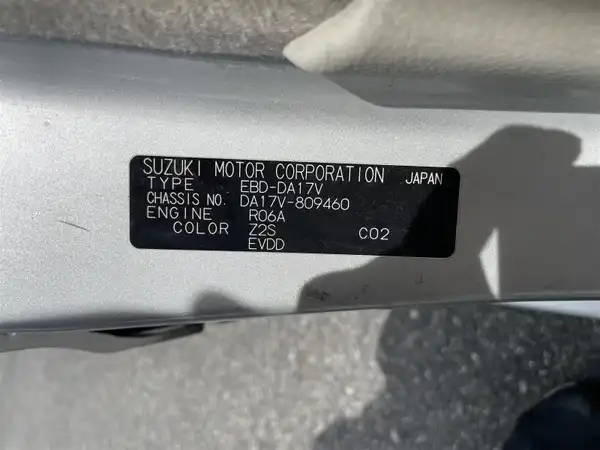 SUZUKI MOTOR CORPORATION JAPAN
TYPE EBD-DA17V
CHASSIS NO. DA17V-809460
ENGINE R06A
COLOR Z2S C02
EVDD